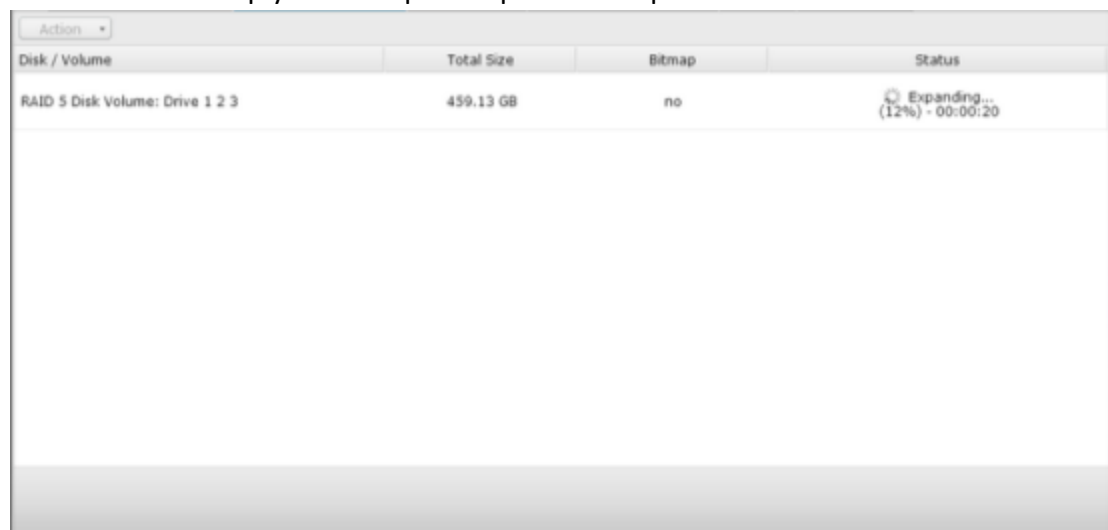 Action
Disk / Volume Total Size Bitmap Status
RAID 5 Disk Volume: Drive 1 2 3 459.13 GB no Expanding...
(12%) - 00:00:20